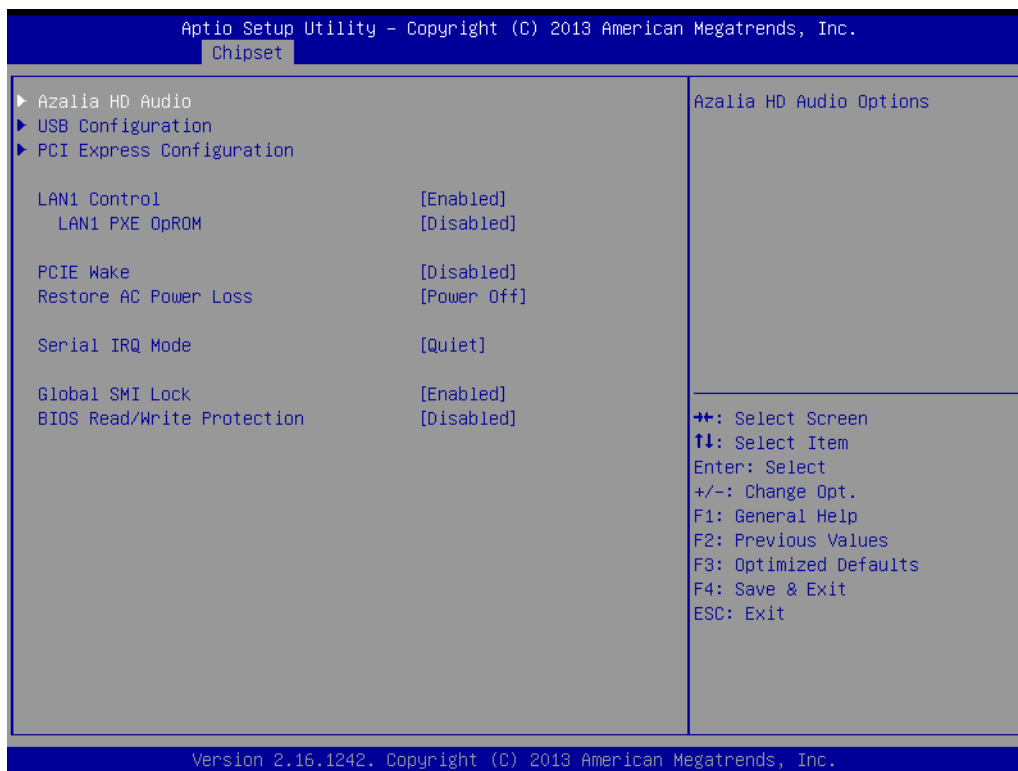 Aptio Setup Utility – Copyright (C) 2013 American Megatrends, Inc.
Chipset
▶ Azalia HD Audio
▶ USB Configuration
▶ PCI Express Configuration
LAN1 Control [Enabled]
LAN1 PXE OpROM [Disabled]
PCIE Wake [Disabled]
Restore AC Power Loss [Power Off]
Serial IRQ Mode [Quiet]
Global SMI Lock [Enabled]
BIOS Read/Write Protection [Disabled]
Azalia HD Audio Options
→←: Select Screen
↑↓: Select Item
Enter: Select
+/-: Change Opt.
F1: General Help
F2: Previous Values
F3: Optimized Defaults
F4: Save & Exit
ESC: Exit
Version 2.16.1242. Copyright (C) 2013 American Megatrends, Inc.